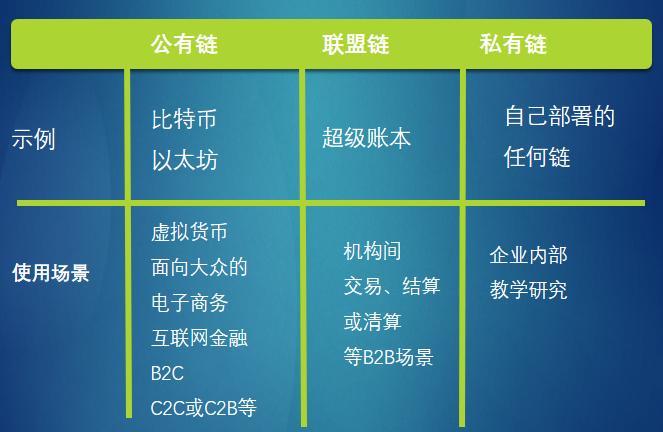 公有链 联盟链 私有链
示例
比特币
以太坊
超级账本
自己部署的
任何链
使用场景
虚拟货币
面向大众的
电子商务
互联网金融
B2C
C2C或C2B等
机构间
交易、结算
或清算
等B2B场景
企业内部
教学研究